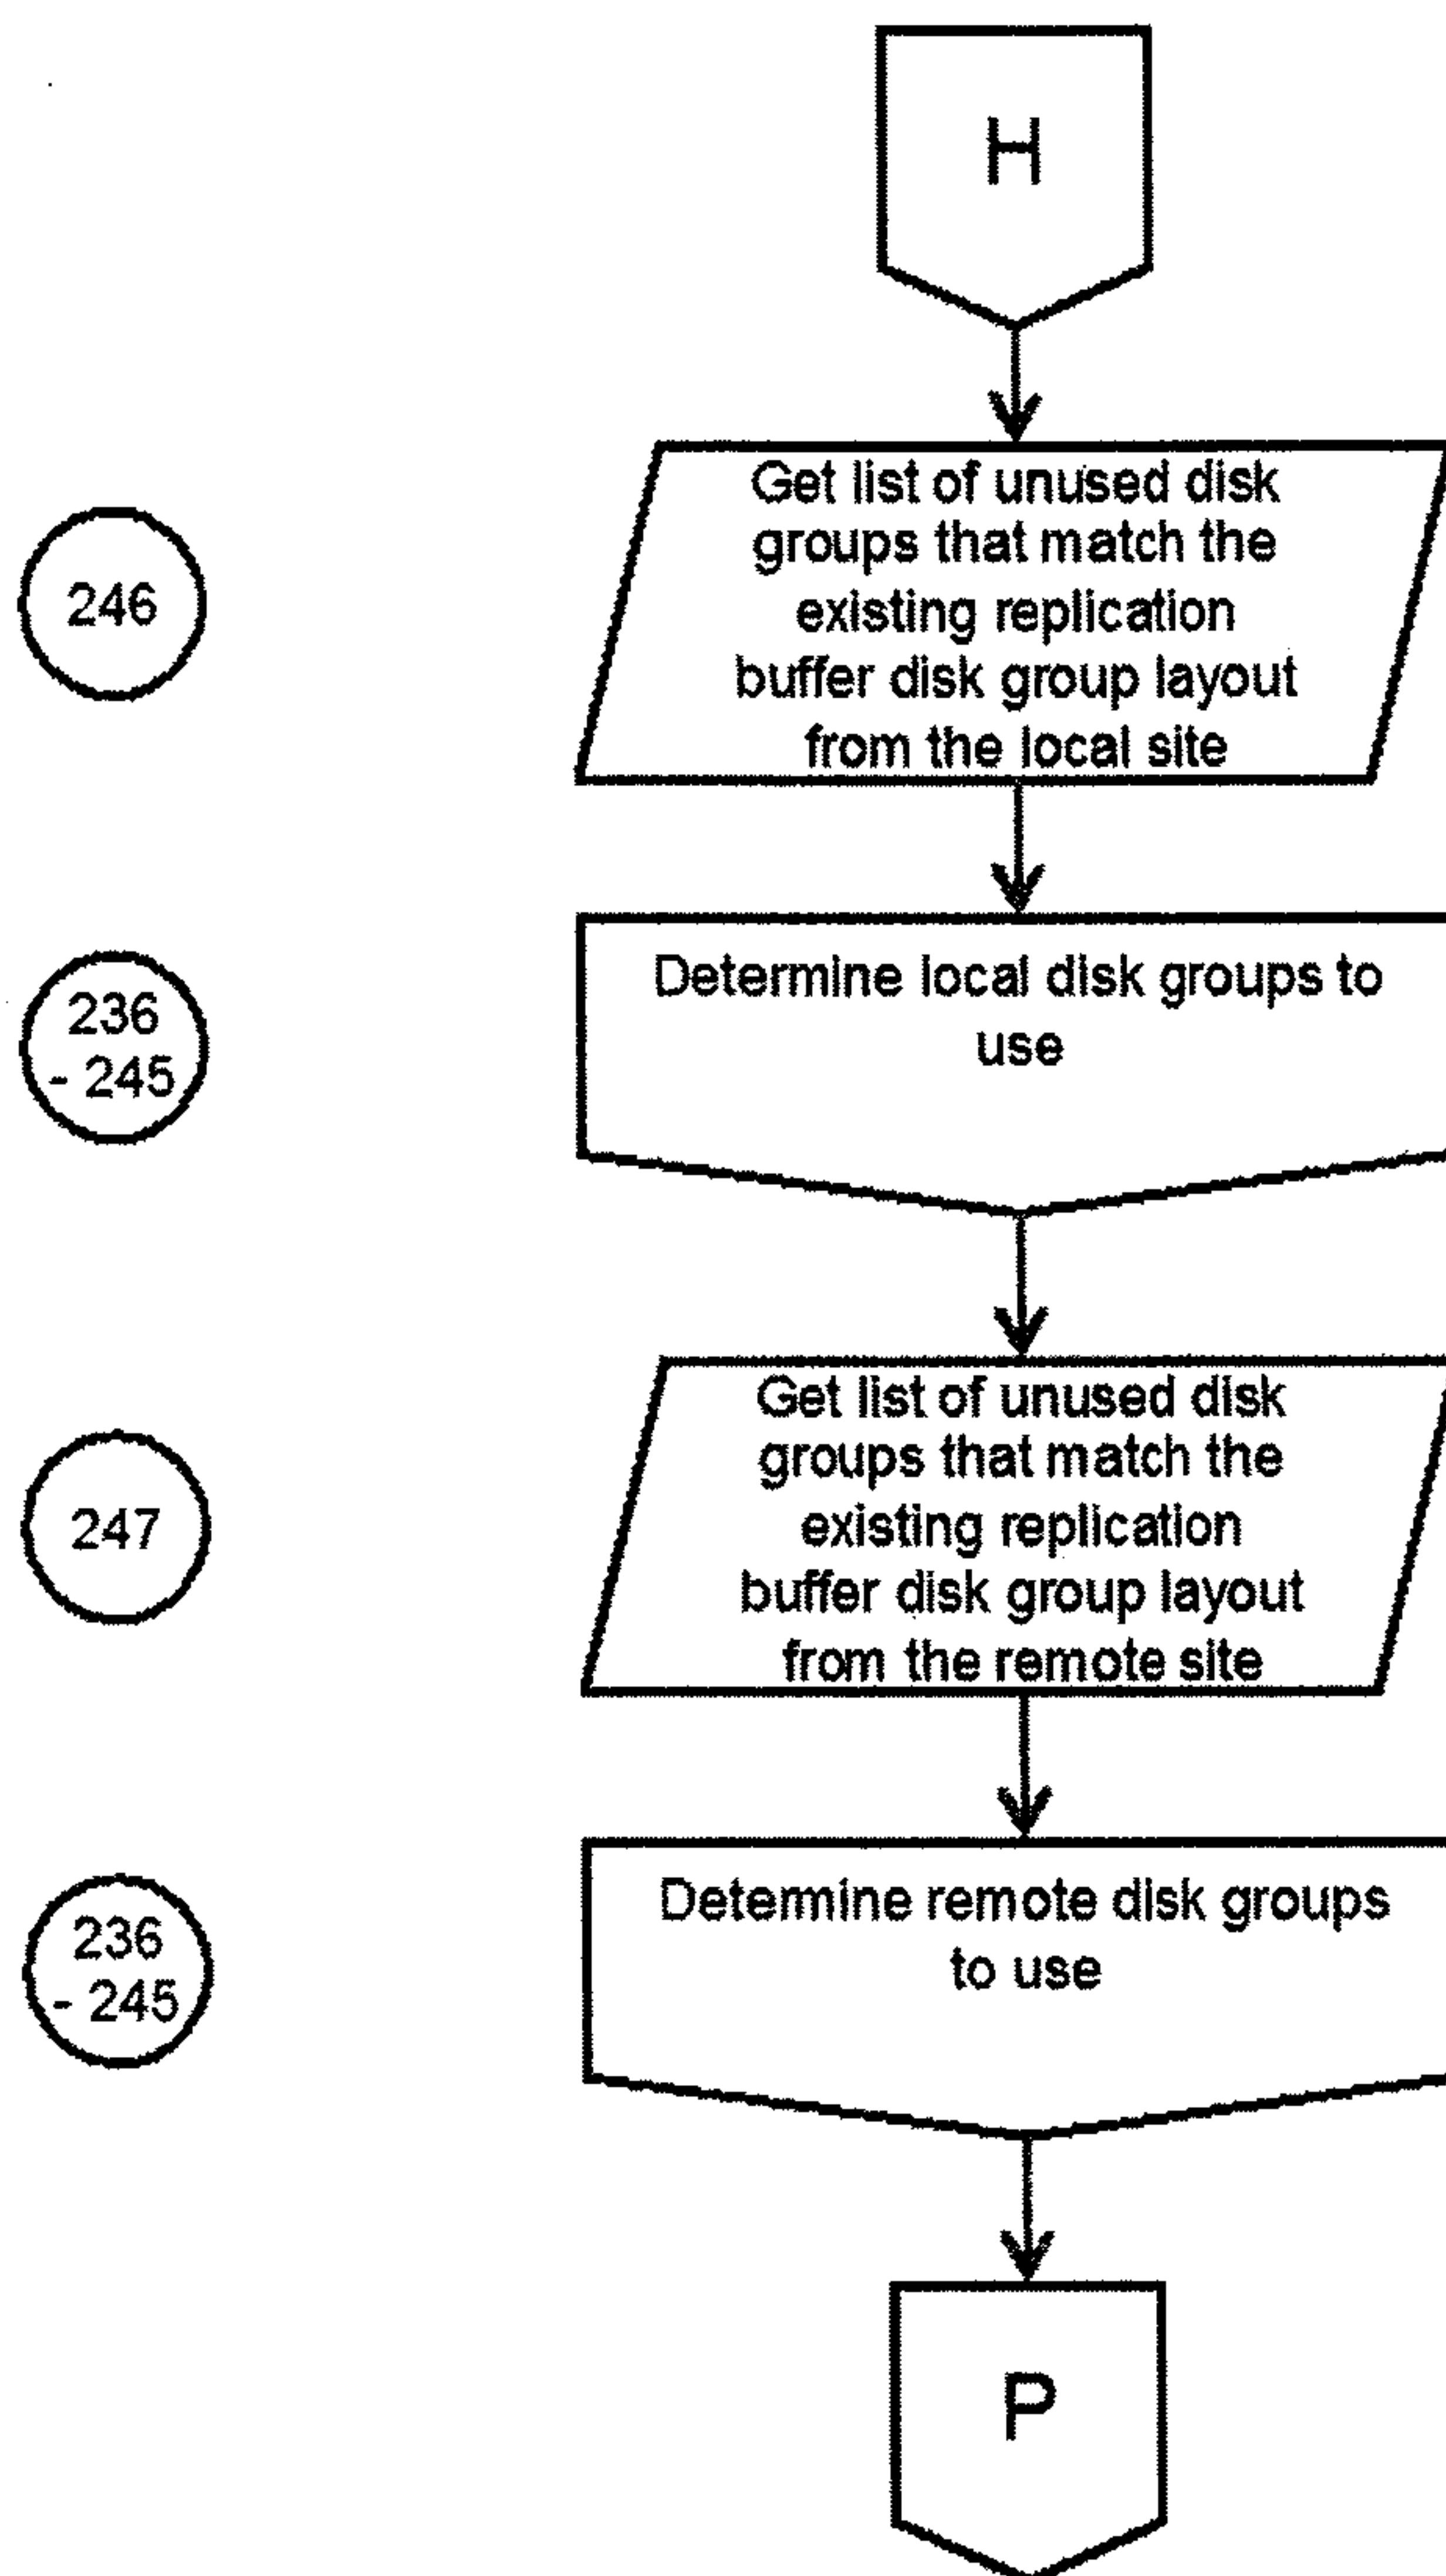 H
246
Get list of unused disk
groups that match the
existing replication
buffer disk group layout
from the local site
236
- 245
Determine local disk groups to
use
247
Get list of unused disk
groups that match the
existing replication
buffer disk group layout
from the remote site
236
- 245
Determine remote disk groups
to use
P